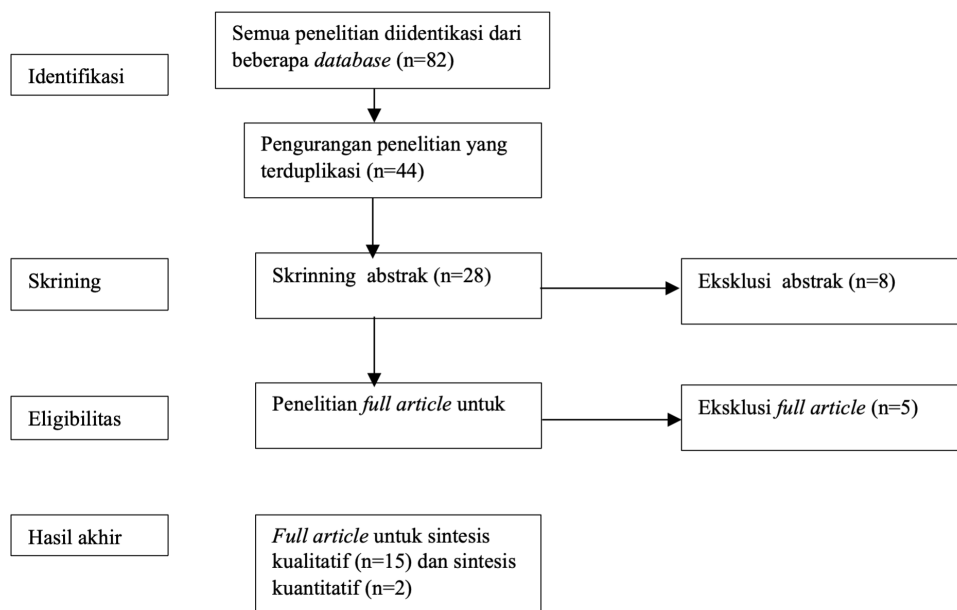 Semua penelitian diidentikasi dari
beberapa database (n=82)
Identifikasi
Pengurangan penelitian yang
terduplikasi (n=44)
Skrining
Skrinning abstrak (n=28)
Eksklusi abstrak (n=8)
Eligibilitas
Penelitian full article untuk
Eksklusi full article (n=5)
Hasil akhir
Full article untuk sintesis
kualitatif (n=15) dan sintesis
kuantitatif (n=2)